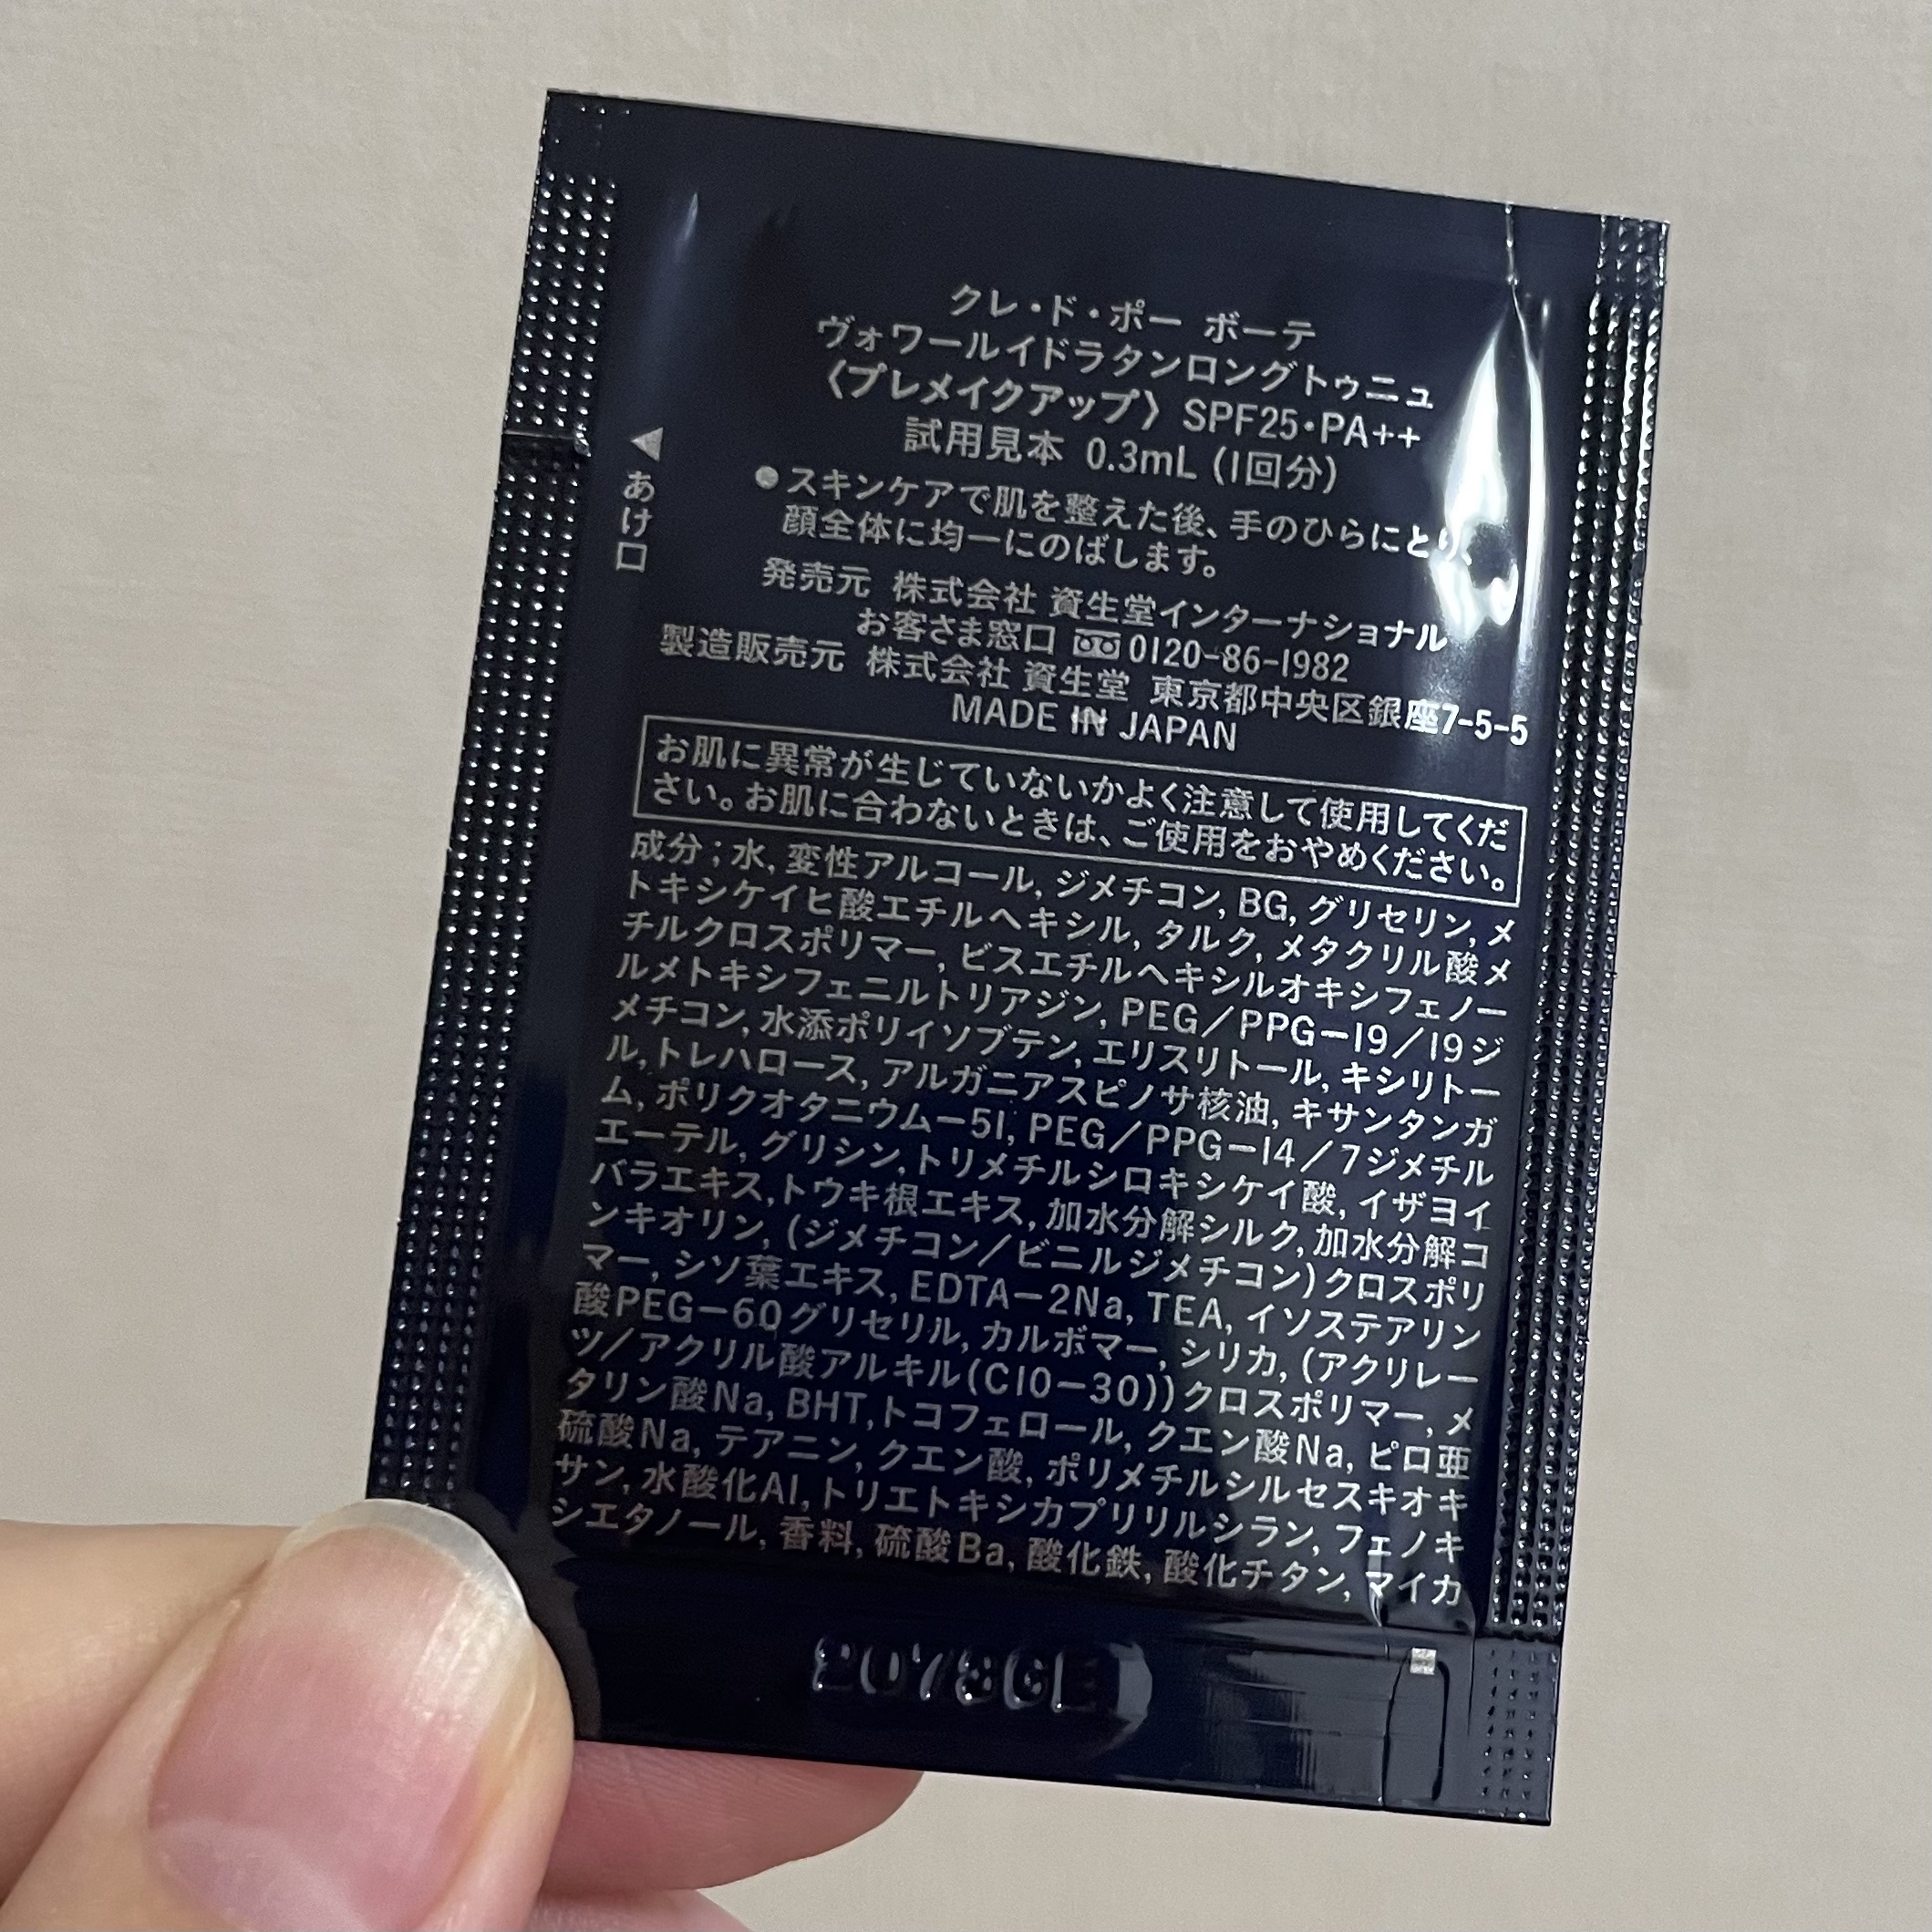 クレ・ド・ポー ボーテ
ヴォワールイドラタンロングトゥニュ
〈プレメイクアップ〉 SPF25・PA++
試用見本 0.3mL (1回分)
◀あけ口
●スキンケアで肌を整えた後、手のひらにとり、
顔全体に均一にのばします。
発売元 株式会社 資生堂インターナショナル
お客さま窓口 0120-86-1982
製造販売元 株式会社 資生堂 東京都中央区銀座7-5-5
MADE IN JAPAN
お肌に異常が生じていないかよく注意して使用してくだ
さい。お肌に合わないときは、ご使用をおやめください。
成分；水, 変性アルコール, ジメチコン, BG, グリセリン, メ
トキシケイヒ酸エチルヘキシル, タルク, メタクリル酸メ
チルクロスポリマー, ビスエチルヘキシルオキシフェノー
ルメトキシフェニルトリアジン, PEG／PPG－19／19ジ
メチコン, 水添ポリイソブテン, エリスリトール, キシリトー
ル, トレハロース, アルガニアスピノサ核油, キサンタンガ
ム, ポリクオタニウム－51, PEG／PPG－14／7ジメチル
エーテル, グリシン, トリメチルシロキシケイ酸, イザヨイ
バラエキス, トウキ根エキス, 加水分解シルク, 加水分解コ
ンキオリン, (ジメチコン／ビニルジメチコン)クロスポリ
マー, シソ葉エキス, EDTA－2Na, TEA, イソステアリン
酸PEG－60グリセリル, カルボマー, シリカ, (アクリレー
ツ／アクリル酸アルキル(C10－30))クロスポリマー, メ
タリン酸Na, BHT, トコフェロール, クエン酸Na, ピロ亜
硫酸Na, テアニン, クエン酸, ポリメチルシルセスキオキ
サン, 水酸化Al, トリエトキシカプリリルシラン, フェノキ
シエタノール, 香料, 硫酸Ba, 酸化鉄, 酸化チタン, マイカ